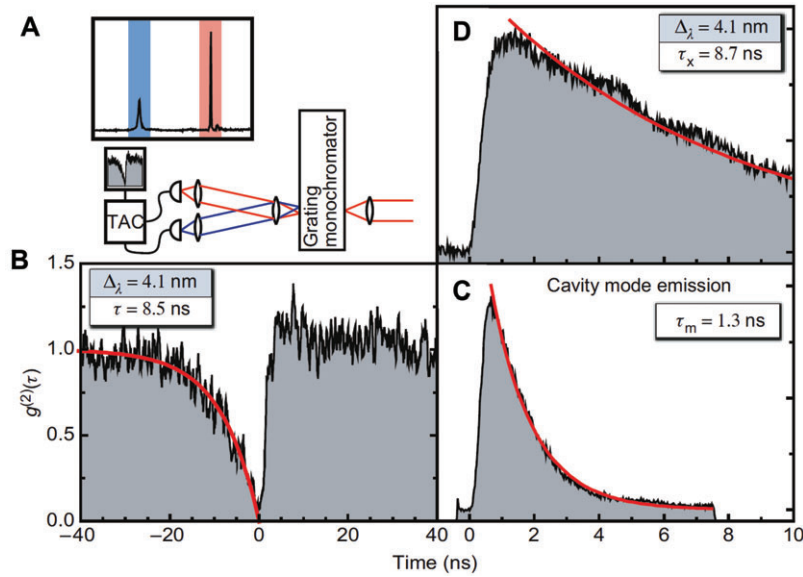 A
TAC
Grating
monochromator
B
Δλ = 4.1 nm
τ = 8.5 ns
g(2)(τ)
1.5
1.0
0.5
0.0
−40
−20
0
20
40
D
Δλ = 4.1 nm
τx = 8.7 ns
C
Cavity mode emission
τm = 1.3 ns
0
2
4
6
8
10
Time (ns)